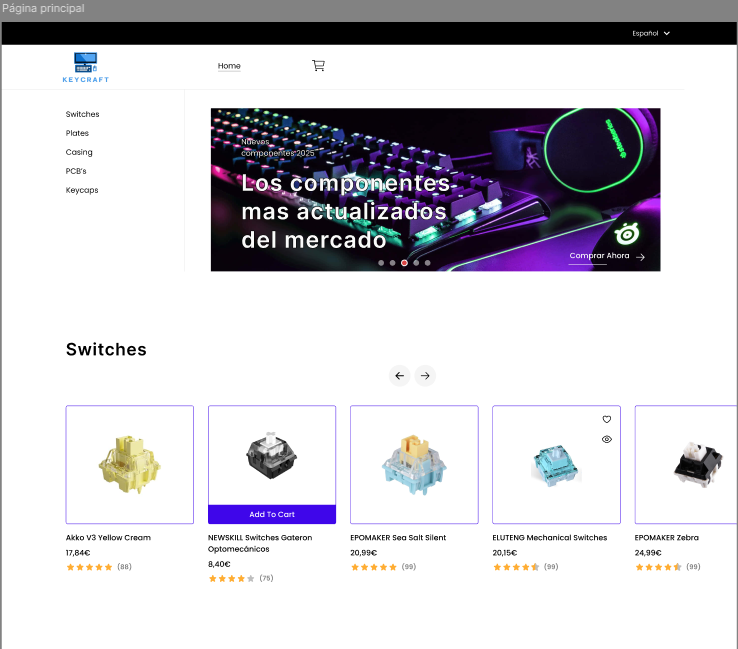 Página principal
Español
KEYCRAFT
Home
Switches
Plates
Casing
PCB's
Keycaps
Nuevos
componentes 2025
Los componentes
mas actualizados
del mercado
steelseries
Comprar Ahora
Switches
Add To Cart
Akko V3 Yellow Cream
17,84€
(88)
NEWSKILL Switches Gateron
Optomecánicos
8,40€
(75)
EPOMAKER Sea Salt Silent
20,99€
(99)
ELUTENG Mechanical Switches
20,15€
(99)
EPOMAKER Zebra
24,99€
(99)